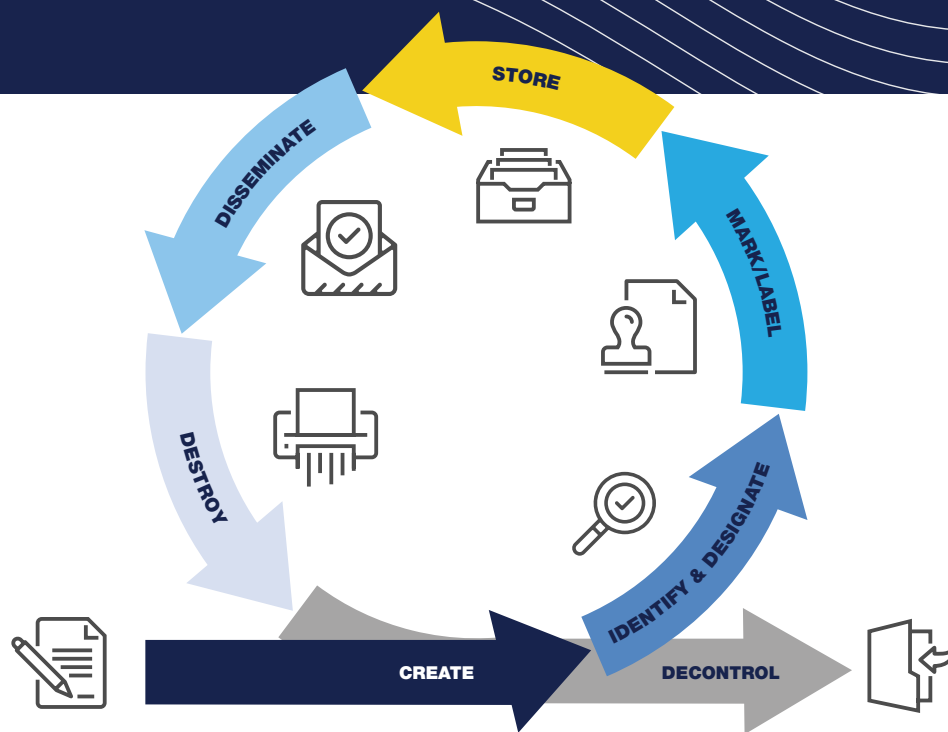 STORE
DISSEMINATE
MARK/LABEL
DESTROY
IDENTIFY & DESIGNATE
CREATE
DECONTROL